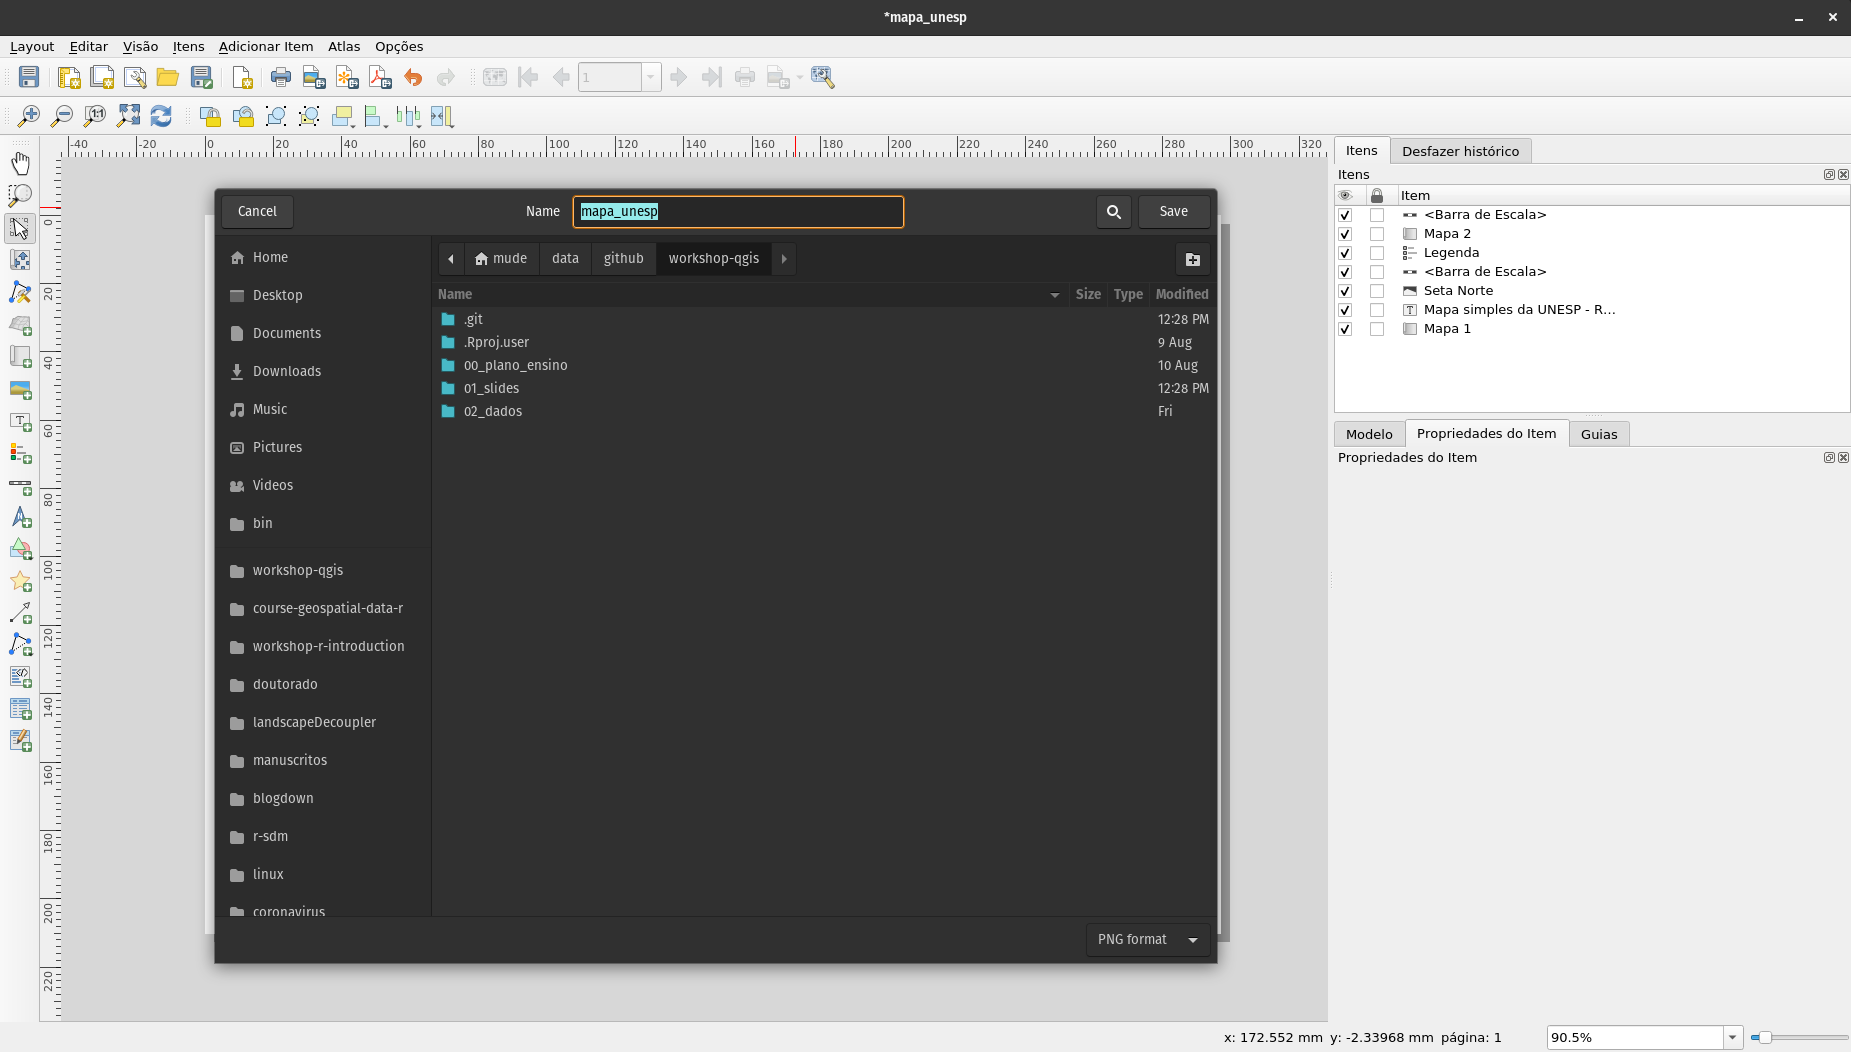 *mapa_unesp
Layout Editar Visão Itens Adicionar Item Atlas Opções
1
-40 -20 0 20 40 60 80 100 120 140 160 180 200 220 240 260 280 300 320
0
20
40
60
80
100
120
140
160
180
200
220
Cancel Name mapa_unesp Save
mude data github workshop-qgis
Home
Desktop
Documents
Downloads
Music
Pictures
Videos
bin
workshop-qgis
course-geospatial-data-r
workshop-r-introduction
doutorado
landscapeDecoupler
manuscritos
blogdown
r-sdm
linux
coronavirus
Name Size Type Modified
.git 12:28 PM
.Rproj.user 9 Aug
00_plano_ensino 10 Aug
01_slides 12:28 PM
02_dados Fri
PNG format
Itens Desfazer histórico
Itens
Item
<Barra de Escala>
Mapa 2
Legenda
<Barra de Escala>
Seta Norte
Mapa simples da UNESP - R...
Mapa 1
Modelo Propriedades do Item Guias
Propriedades do Item
x: 172.552 mm y: -2.33968 mm página: 1 90.5%